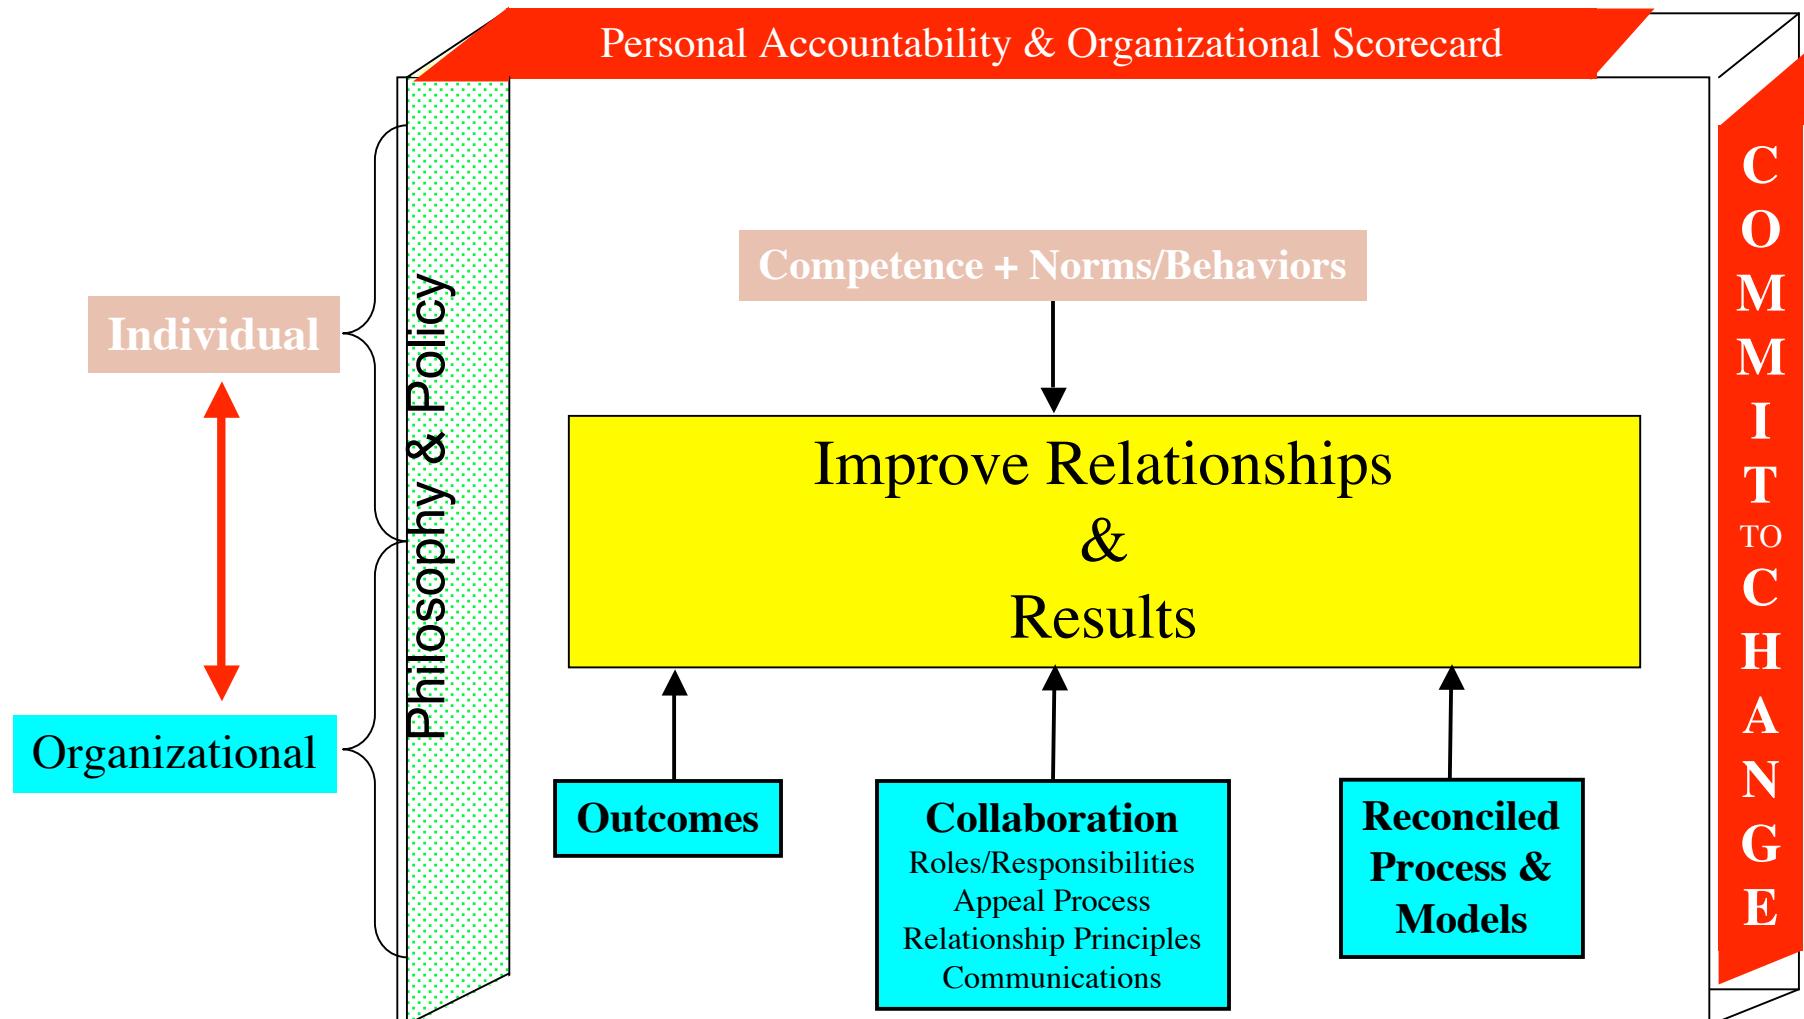 Personal Accountability & Organizational Scorecard
Individual
Organizational
Philosophy & Policy
Competence + Norms/Behaviors
Improve Relationships
&
Results
Outcomes
Collaboration
Roles/Responsibilities
Appeal Process
Relationship Principles
Communications
Reconciled
Process &
Models
COMMIT
TO
CHANGE